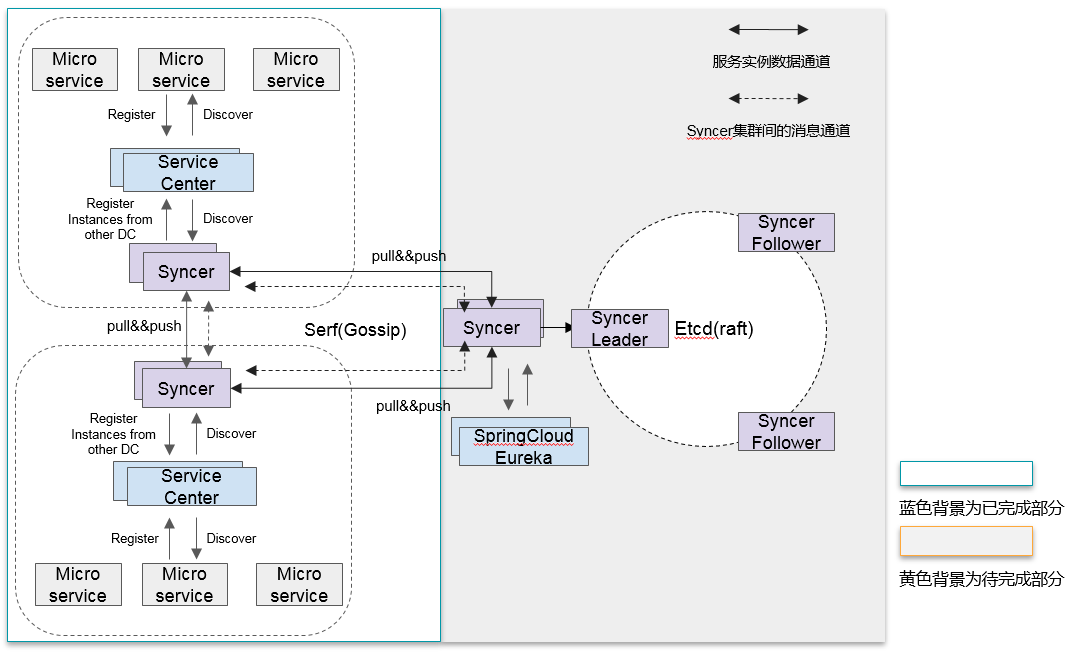 Micro
service
Micro
service
Micro
service
Register
Discover
Service
Center
Register
Instances from
other DC
Discover
Syncer
pull&&push
pull&&push
Serf(Gossip)
Syncer
Register
Instances from
other DC
Discover
Service
Center
Register
Discover
Micro
service
Micro
service
Micro
service
服务实例数据通道
Syncer集群间的消息通道
Syncer
pull&&push
SpringCloud
Eureka
Syncer
Leader
Etcd(raft)
Syncer
Follower
Syncer
Follower
蓝色背景为已完成部分
黄色背景为待完成部分